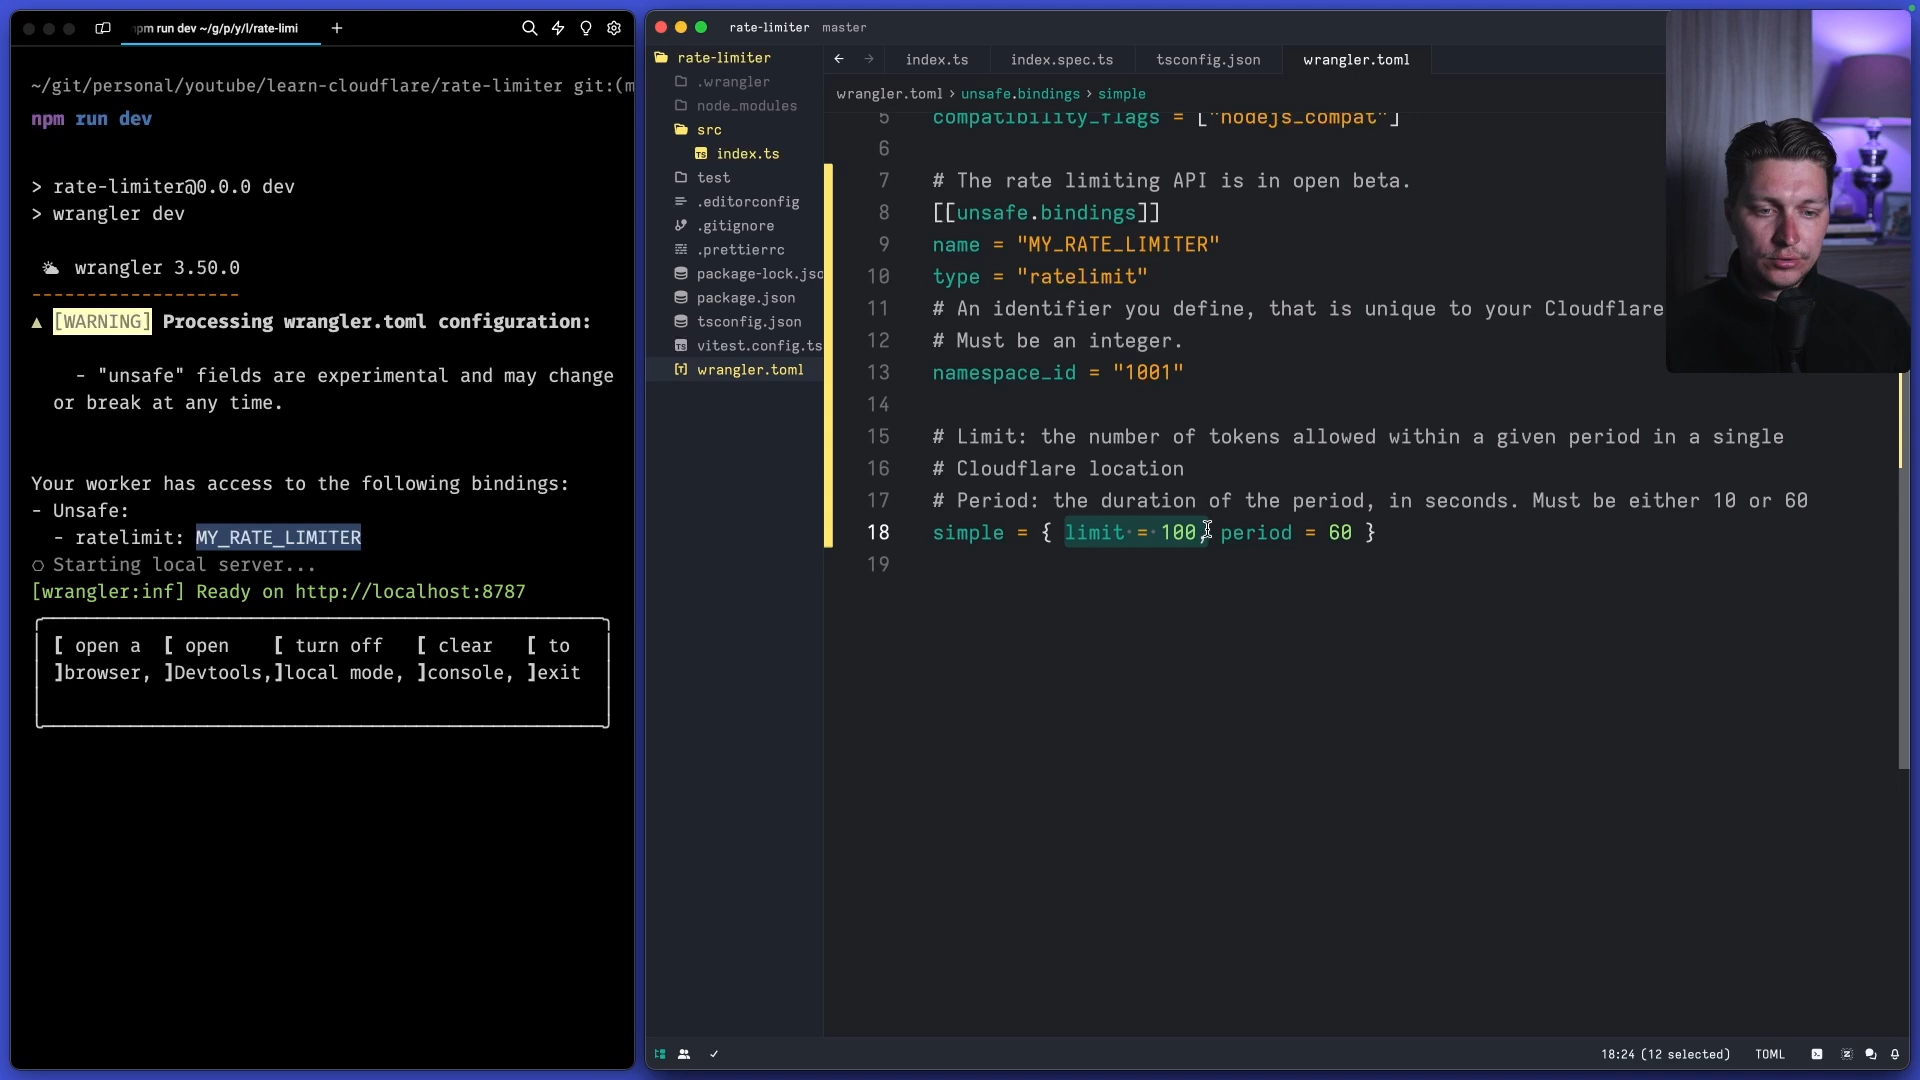 npm run dev ~/g/p/y/l/rate-limi
~/git/personal/youtube/learn-cloudflare/rate-limiter git:(m
npm run dev
> rate-limiter@0.0.0 dev
> wrangler dev
wrangler 3.50.0
-------------------
▲ [WARNING] Processing wrangler.toml configuration:
- "unsafe" fields are experimental and may change
or break at any time.
Your worker has access to the following bindings:
- Unsafe:
- ratelimit: MY_RATE_LIMITER
Starting local server...
[wrangler:inf] Ready on http://localhost:8787
[ open a [ open [ turn off [ clear [ to
]browser, ]Devtools,]local mode, ]console, ]exit
rate-limiter master
rate-limiter
.wrangler
node_modules
src
TS index.ts
test
.editorconfig
.gitignore
.prettierrc
package-lock.jsc
package.json
tsconfig.json
TS vitest.config.ts
[T] wrangler.toml
index.ts index.spec.ts tsconfig.json wrangler.toml
wrangler.toml > unsafe.bindings > simple
5 compatibility_flags = ["nodejs_compat"]
6
7 # The rate limiting API is in open beta.
8 [[unsafe.bindings]]
9 name = "MY_RATE_LIMITER"
10 type = "ratelimit"
11 # An identifier you define, that is unique to your Cloudflare
12 # Must be an integer.
13 namespace_id = "1001"
14
15 # Limit: the number of tokens allowed within a given period in a single
16 # Cloudflare location
17 # Period: the duration of the period, in seconds. Must be either 10 or 60
18 simple = { limit = 100, period = 60 }
19
18:24 (12 selected) TOML